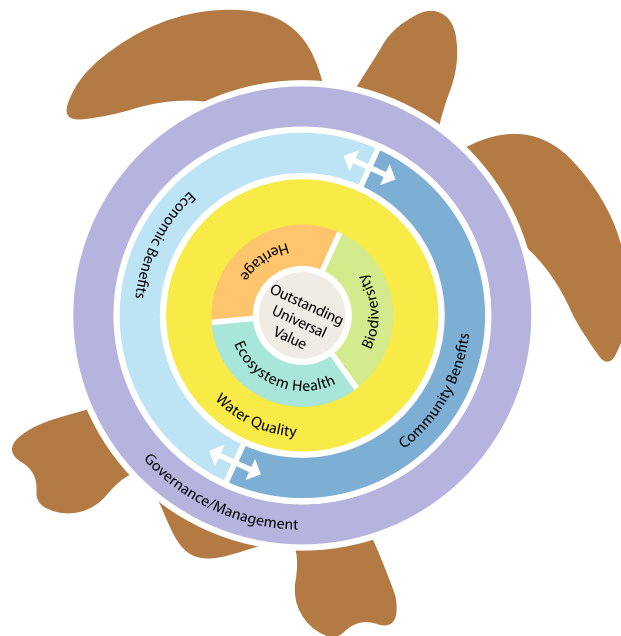 Outstanding
Universal
Value
Heritage
Biodiversity
Ecosystem Health
Water Quality
Economic Benefits
Community Benefits
Governance/Management